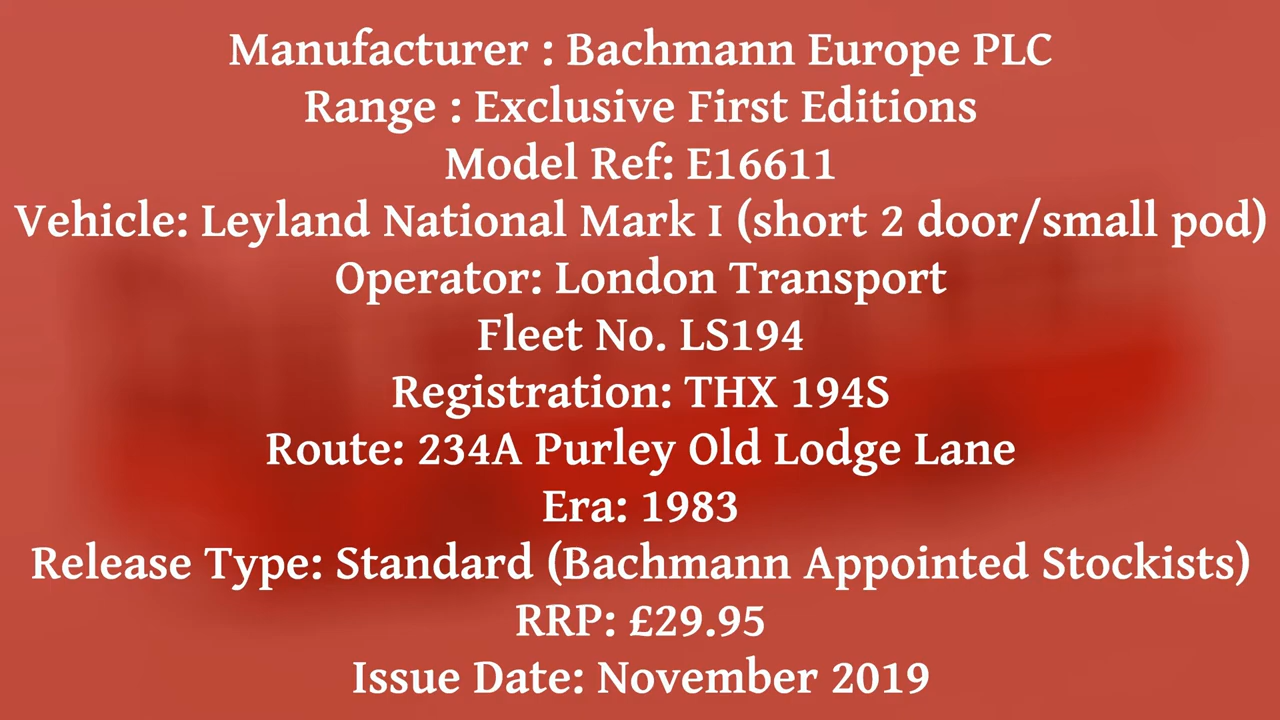 Manufacturer : Bachmann Europe PLC
Range : Exclusive First Editions
Model Ref: E16611
Vehicle: Leyland National Mark I (short 2 door/small pod)
Operator: London Transport
Fleet No. LS194
Registration: THX 194S
Route: 234A Purley Old Lodge Lane
Era: 1983
Release Type: Standard (Bachmann Appointed Stockists)
RRP: £29.95
Issue Date: November 2019